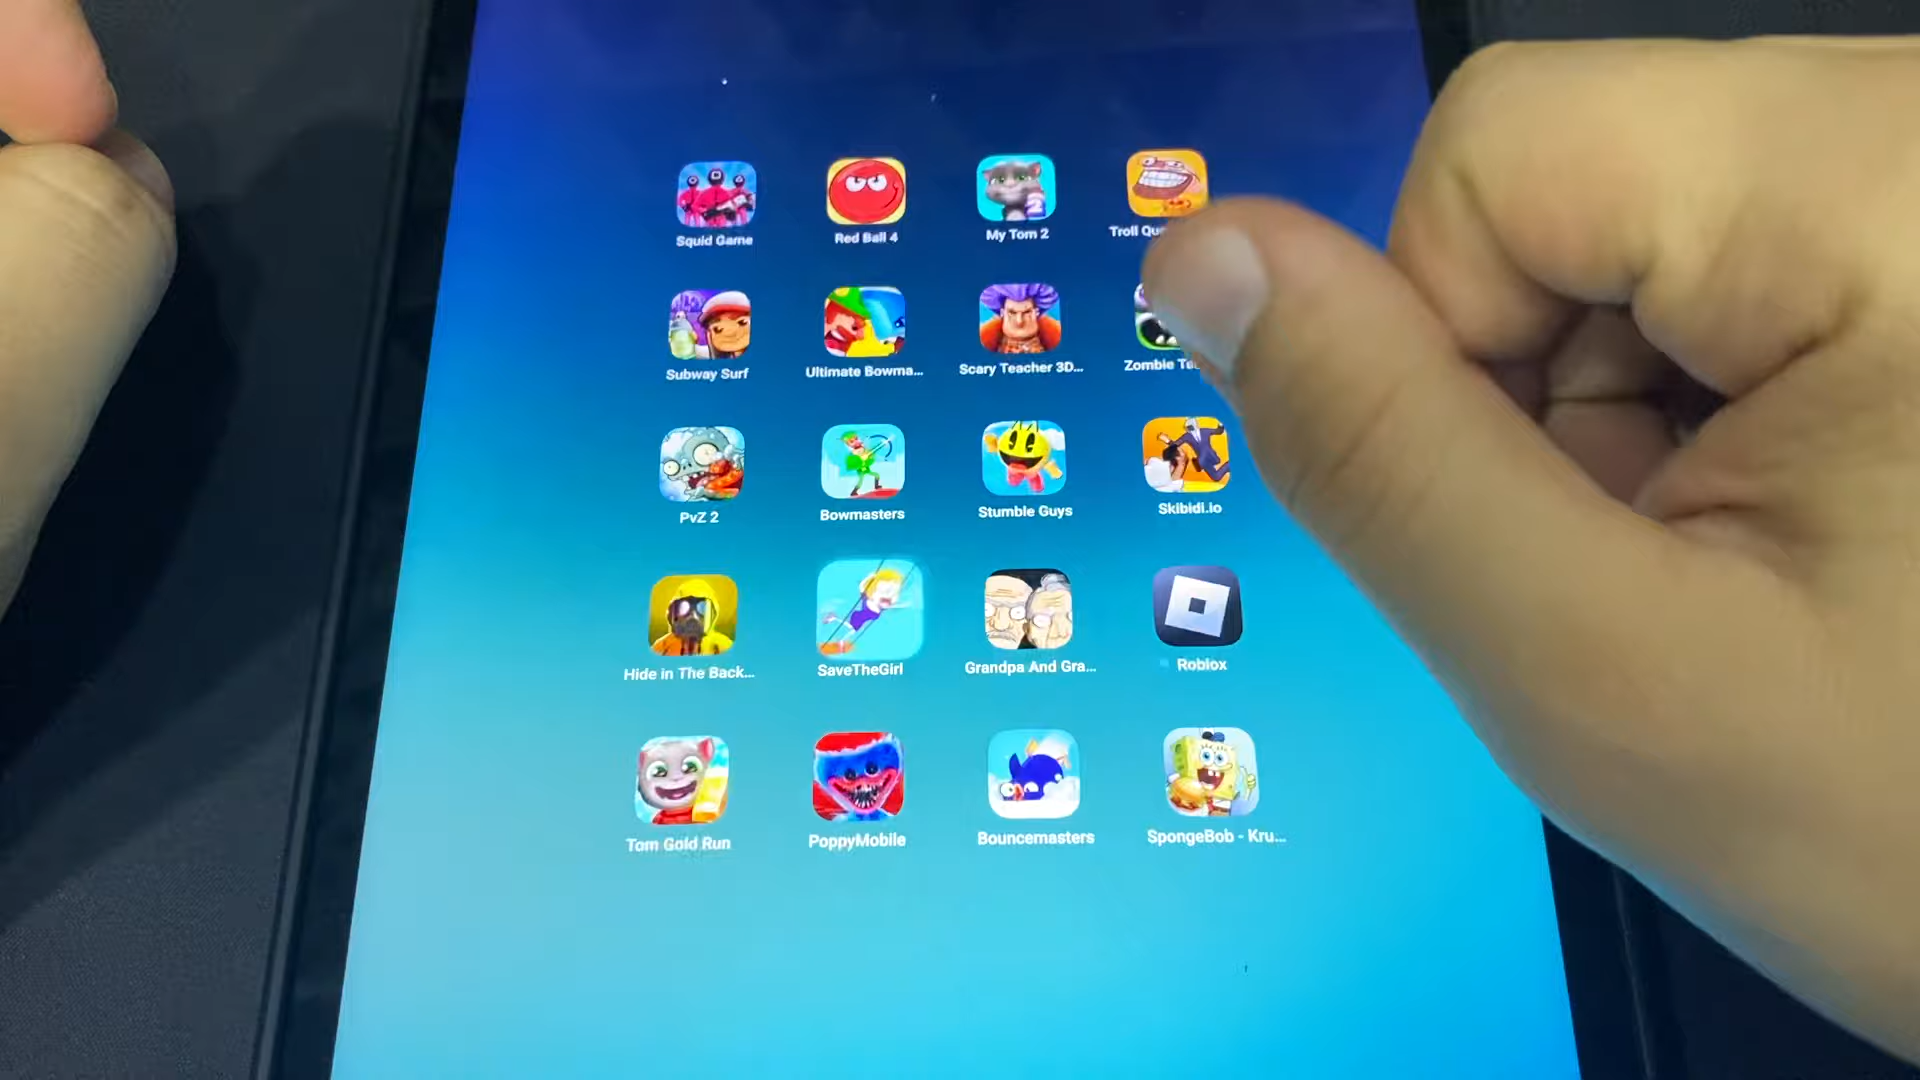 Squid Game
Red Ball 4
My Tom 2
Troll
Subway Surf
Ultimate Bowma...
Scary Teacher 3D...
Zombie
PvZ 2
Bowmasters
Stumble Guys
Skibidi.io
Hide in The Back...
SaveTheGirl
Grandpa And Gra...
Roblox
Tom Gold Run
PoppyMobile
Bouncemasters
SpongeBob - Kru...